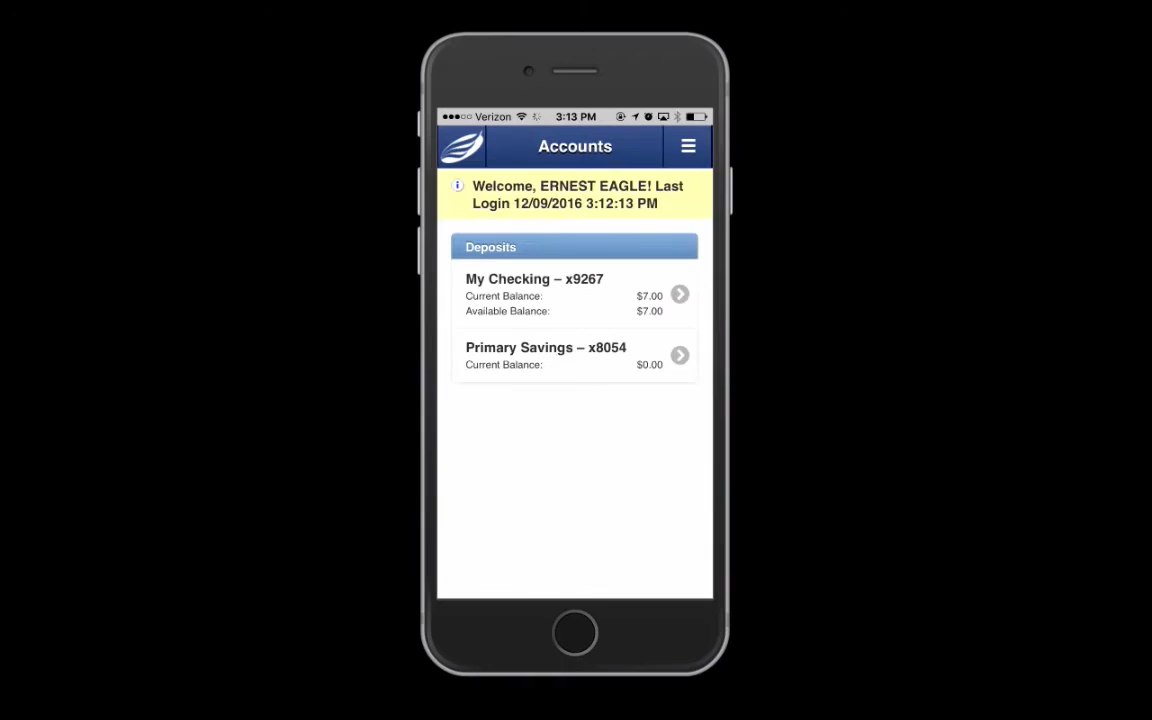 Verizon 3:13 PM
Accounts
Welcome, ERNEST EAGLE! Last
Login 12/09/2016 3:12:13 PM
Deposits
My Checking – x9267
Current Balance: $7.00
Available Balance: $7.00
Primary Savings – x8054
Current Balance: $0.00